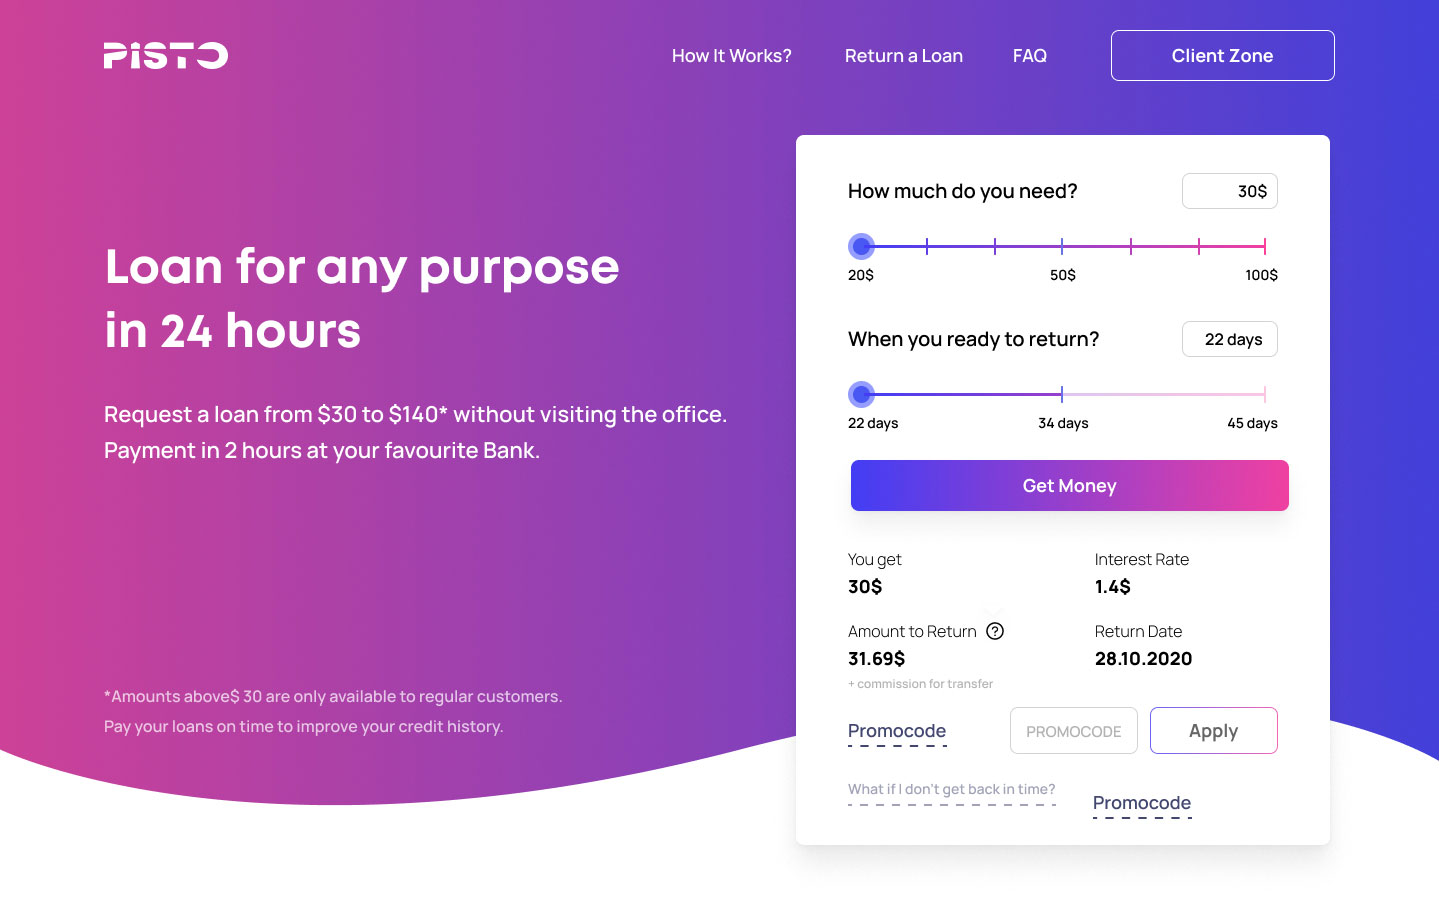 PISTO
How It Works?
Return a Loan
FAQ
Client Zone
Loan for any purpose
in 24 hours
Request a loan from $30 to $140* without visiting the office.
Payment in 2 hours at your favourite Bank.
*Amounts above$ 30 are only available to regular customers.
Pay your loans on time to improve your credit history.
How much do you need?
30$
20$
50$
100$
When you ready to return?
22 days
22 days
34 days
45 days
Get Money
You get
30$
Interest Rate
1.4$
Amount to Return ?
31.69$
+ commission for transfer
Return Date
28.10.2020
Promocode
PROMOCODE
Apply
What if I don't get back in time?
Promocode